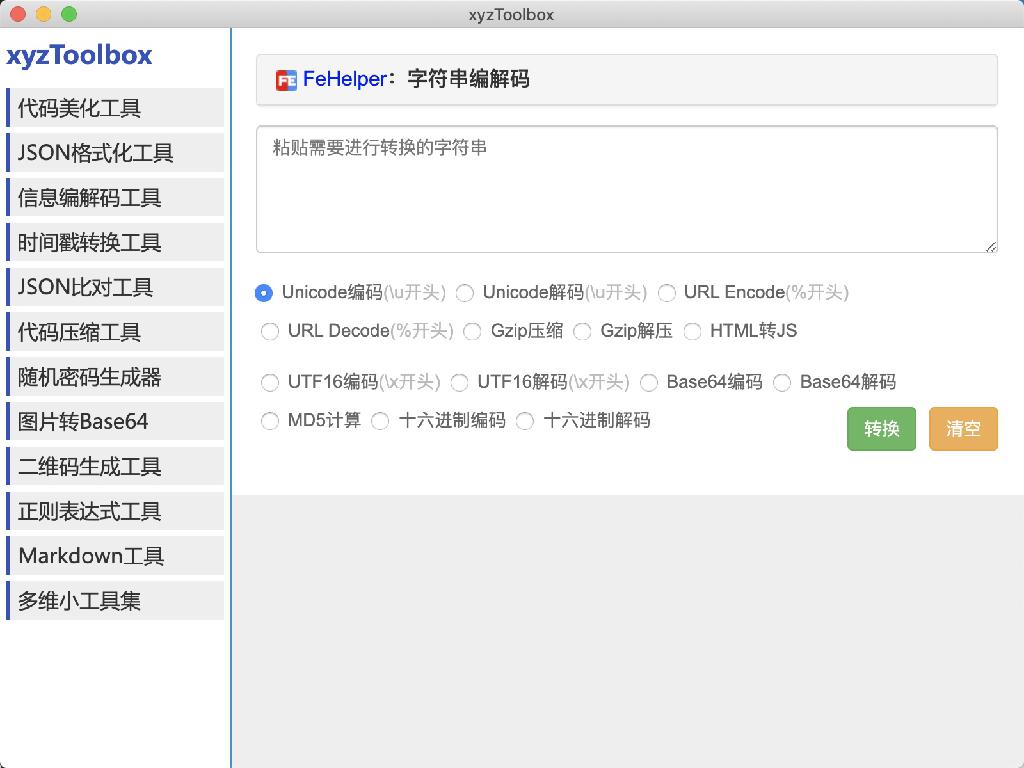 xyzToolbox
xyzToolbox
代码美化工具
JSON格式化工具
信息编解码工具
时间戳转换工具
JSON比对工具
代码压缩工具
随机密码生成器
图片转Base64
二维码生成工具
正则表达式工具
Markdown工具
多维小工具集
FE FeHelper：字符串编解码
粘贴需要进行转换的字符串
Unicode编码(\u开头) Unicode解码(\u开头) URL Encode(%开头)
URL Decode(%开头) Gzip压缩 Gzip解压 HTML转JS
UTF16编码(\x开头) UTF16解码(\x开头) Base64编码 Base64解码
MD5计算 十六进制编码 十六进制解码
转换 清空